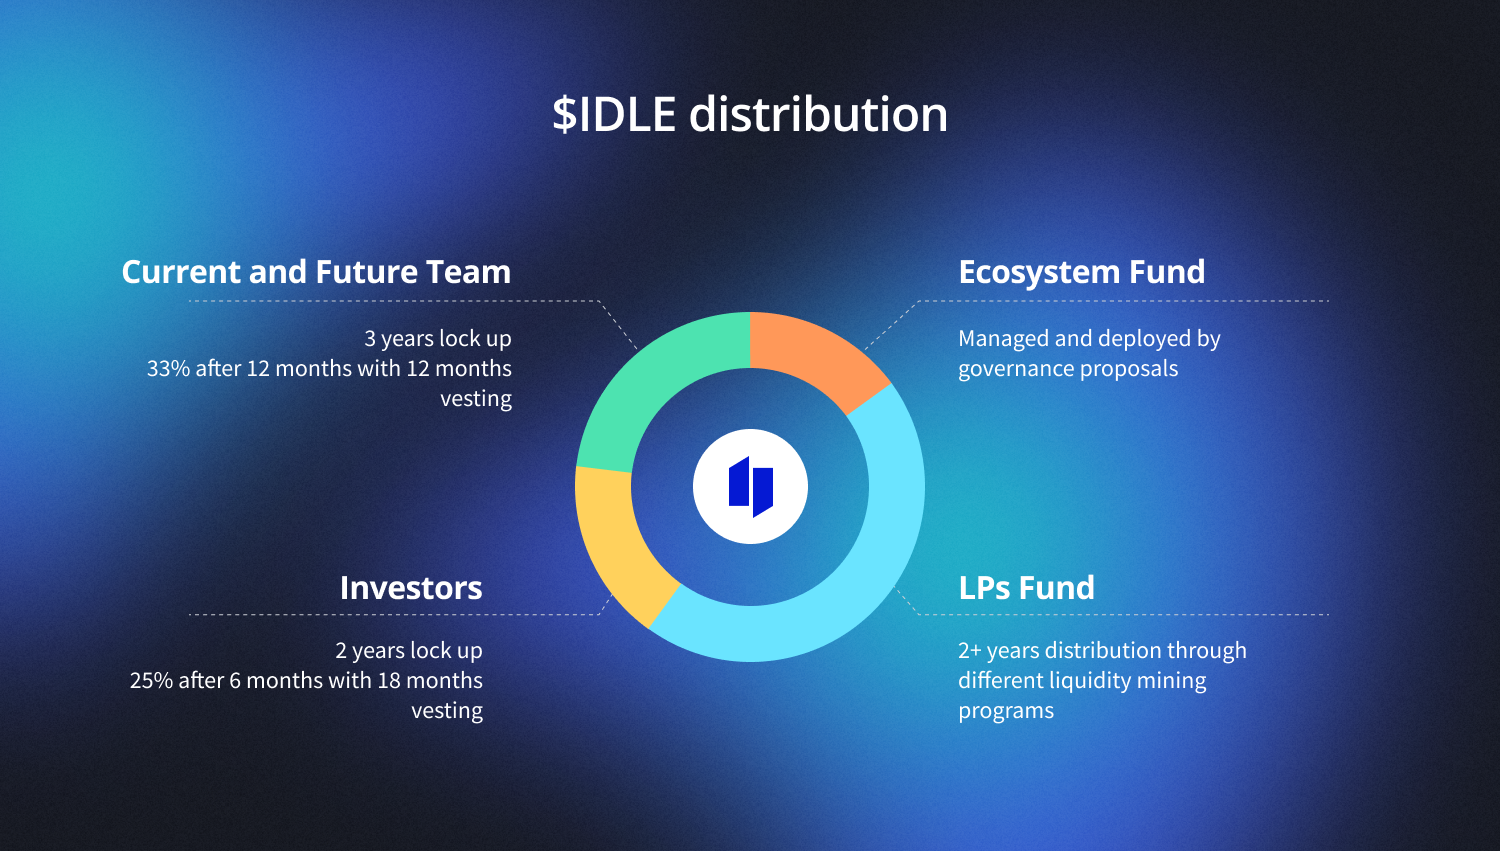 $IDLE distribution
Current and Future Team
3 years lock up
33% after 12 months with 12 months
vesting
Ecosystem Fund
Managed and deployed by
governance proposals
Investors
2 years lock up
25% after 6 months with 18 months
vesting
LPs Fund
2+ years distribution through
different liquidity mining
programs